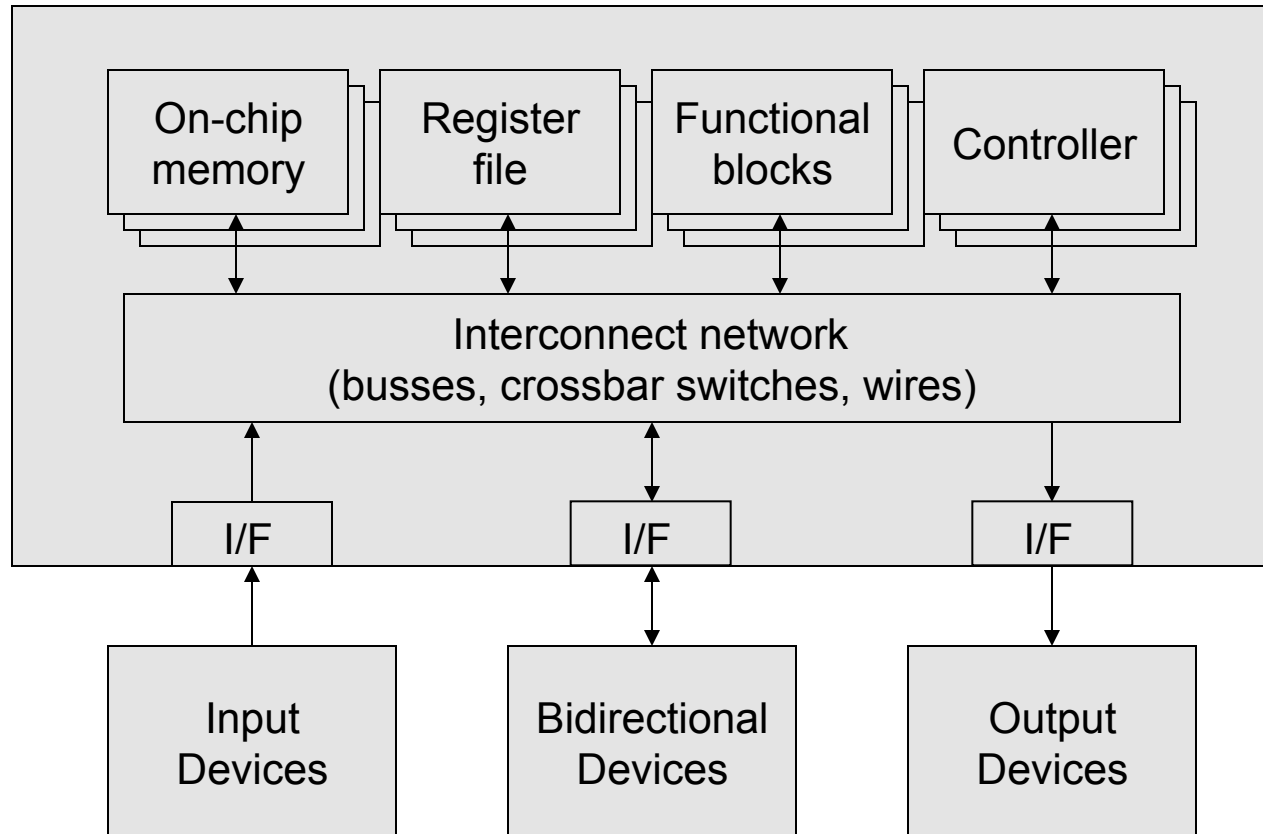 On-chip
memory
Register
file
Functional
blocks
Controller
Interconnect network
(busses, crossbar switches, wires)
I/F
I/F
I/F
Input
Devices
Bidirectional
Devices
Output
Devices